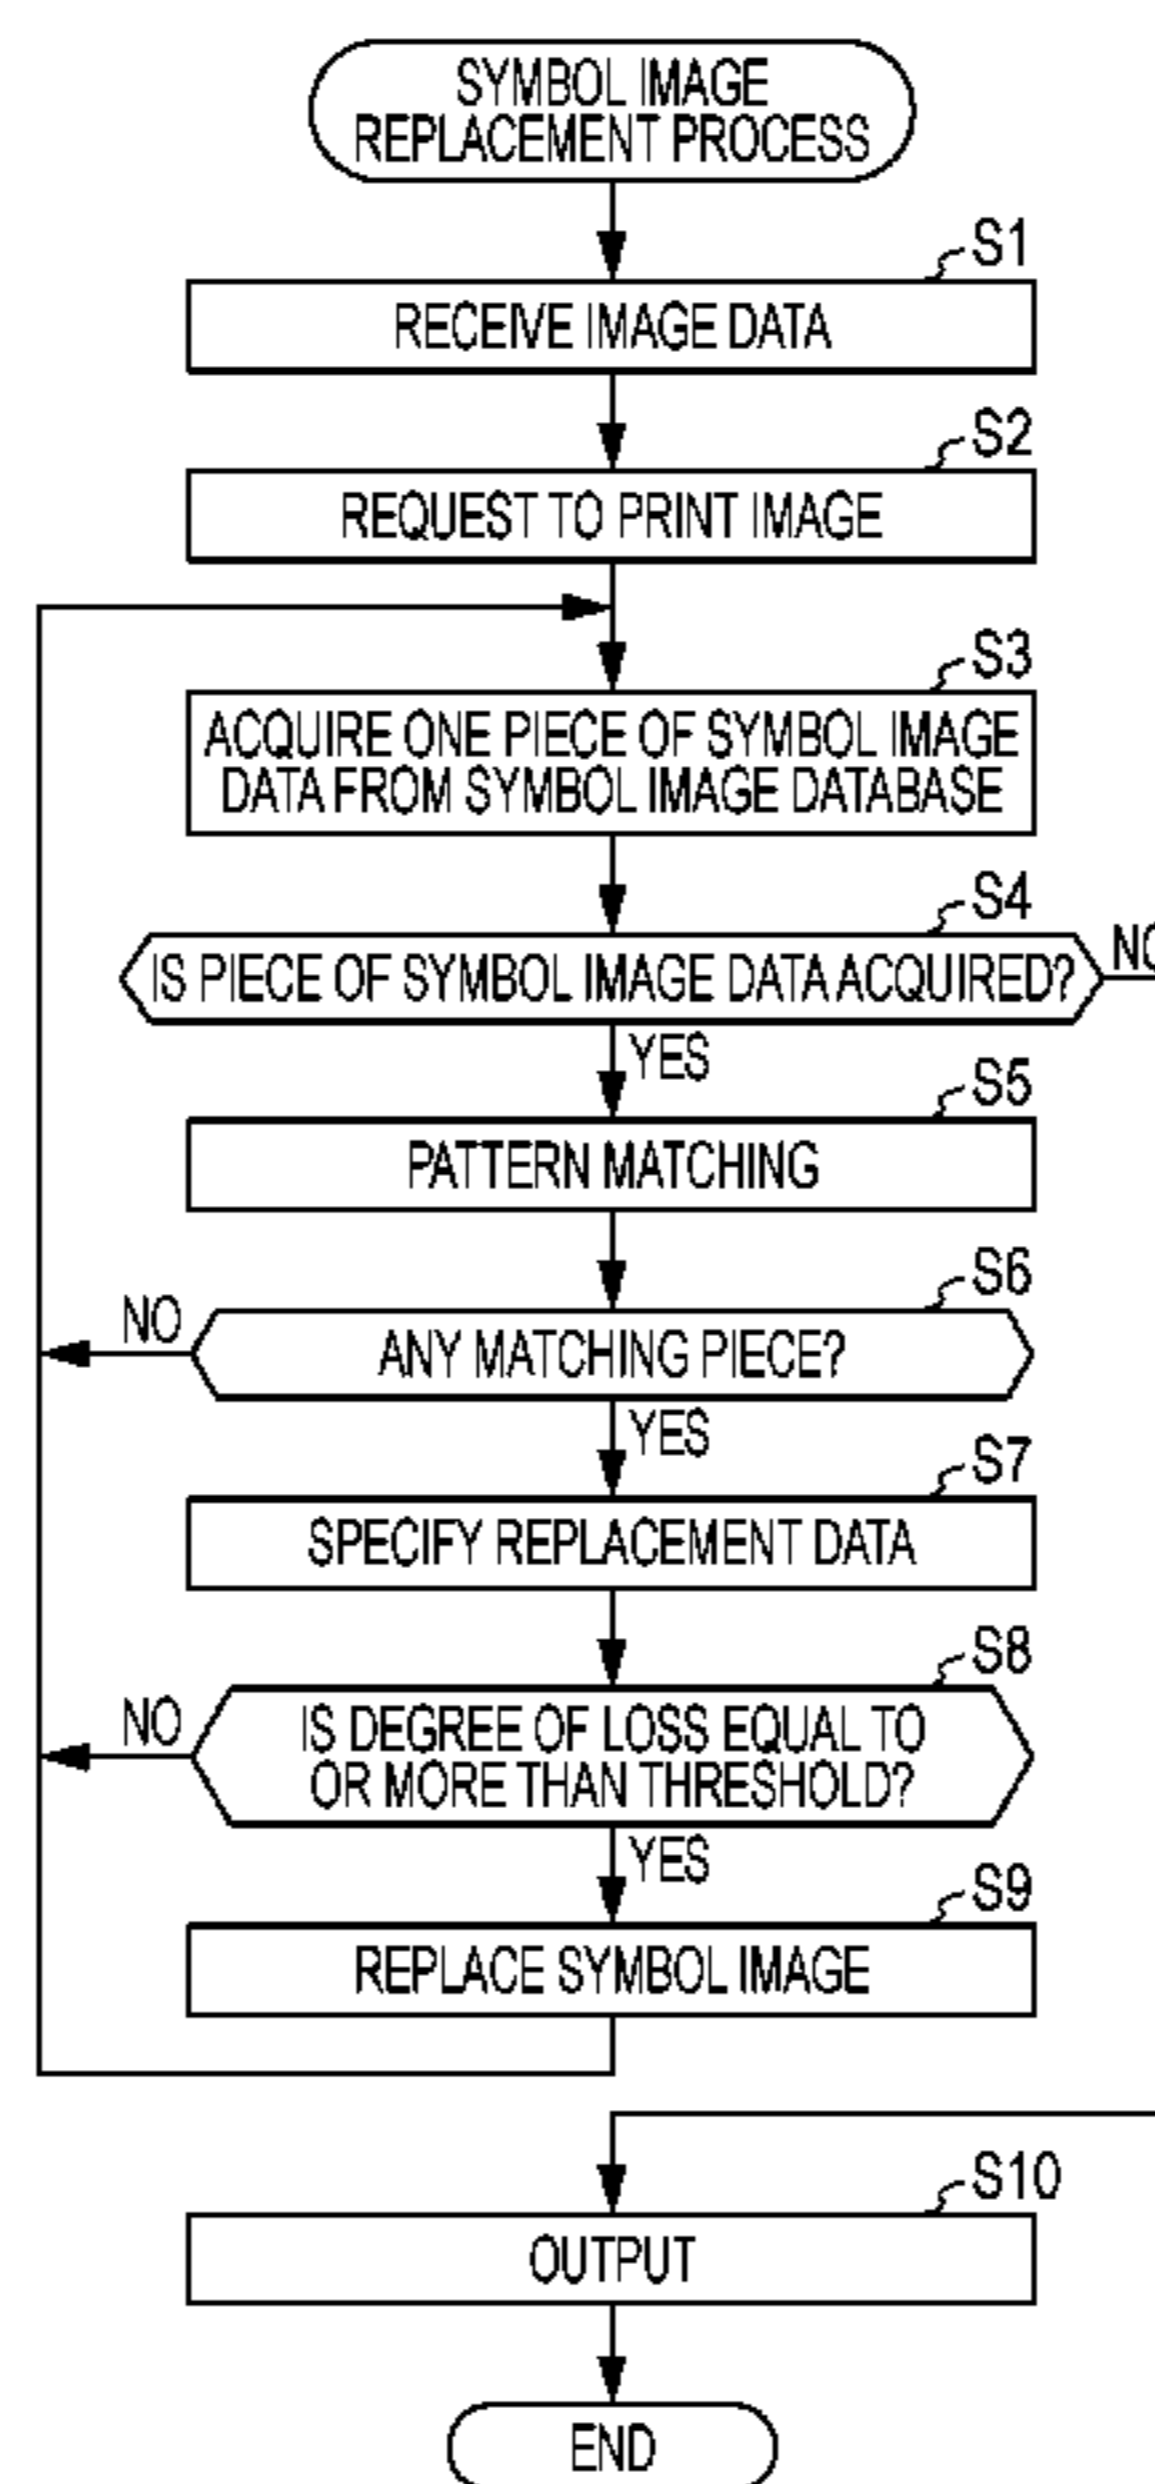 SYMBOL IMAGE
REPLACEMENT PROCESS
S1
RECEIVE IMAGE DATA
S2
REQUEST TO PRINT IMAGE
S3
ACQUIRE ONE PIECE OF SYMBOL IMAGE
DATA FROM SYMBOL IMAGE DATABASE
S4
IS PIECE OF SYMBOL IMAGE DATA ACQUIRED?
NO
YES
S5
PATTERN MATCHING
S6
NO
ANY MATCHING PIECE?
YES
S7
SPECIFY REPLACEMENT DATA
S8
NO
IS DEGREE OF LOSS EQUAL TO
OR MORE THAN THRESHOLD?
YES
S9
REPLACE SYMBOL IMAGE
S10
OUTPUT
END